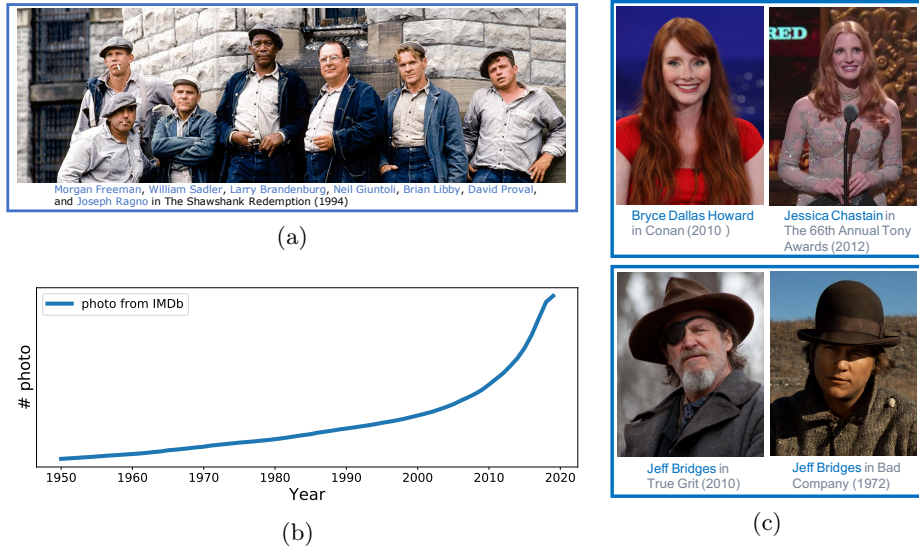 Morgan Freeman, William Sadler, Larry Brandenburg, Neil Giuntoli, Brian Libby, David Proval,
and Joseph Ragno in The Shawshank Redemption (1994)
(a)
photo from IMDb
# photo
1950 1960 1970 1980 1990 2000 2010 2020
Year
(b)
RED
Bryce Dallas Howard
in Conan (2010 )
Jessica Chastain in
The 66th Annual Tony
Awards (2012)
Jeff Bridges in
True Grit (2010)
Jeff Bridges in Bad
Company (1972)
(c)